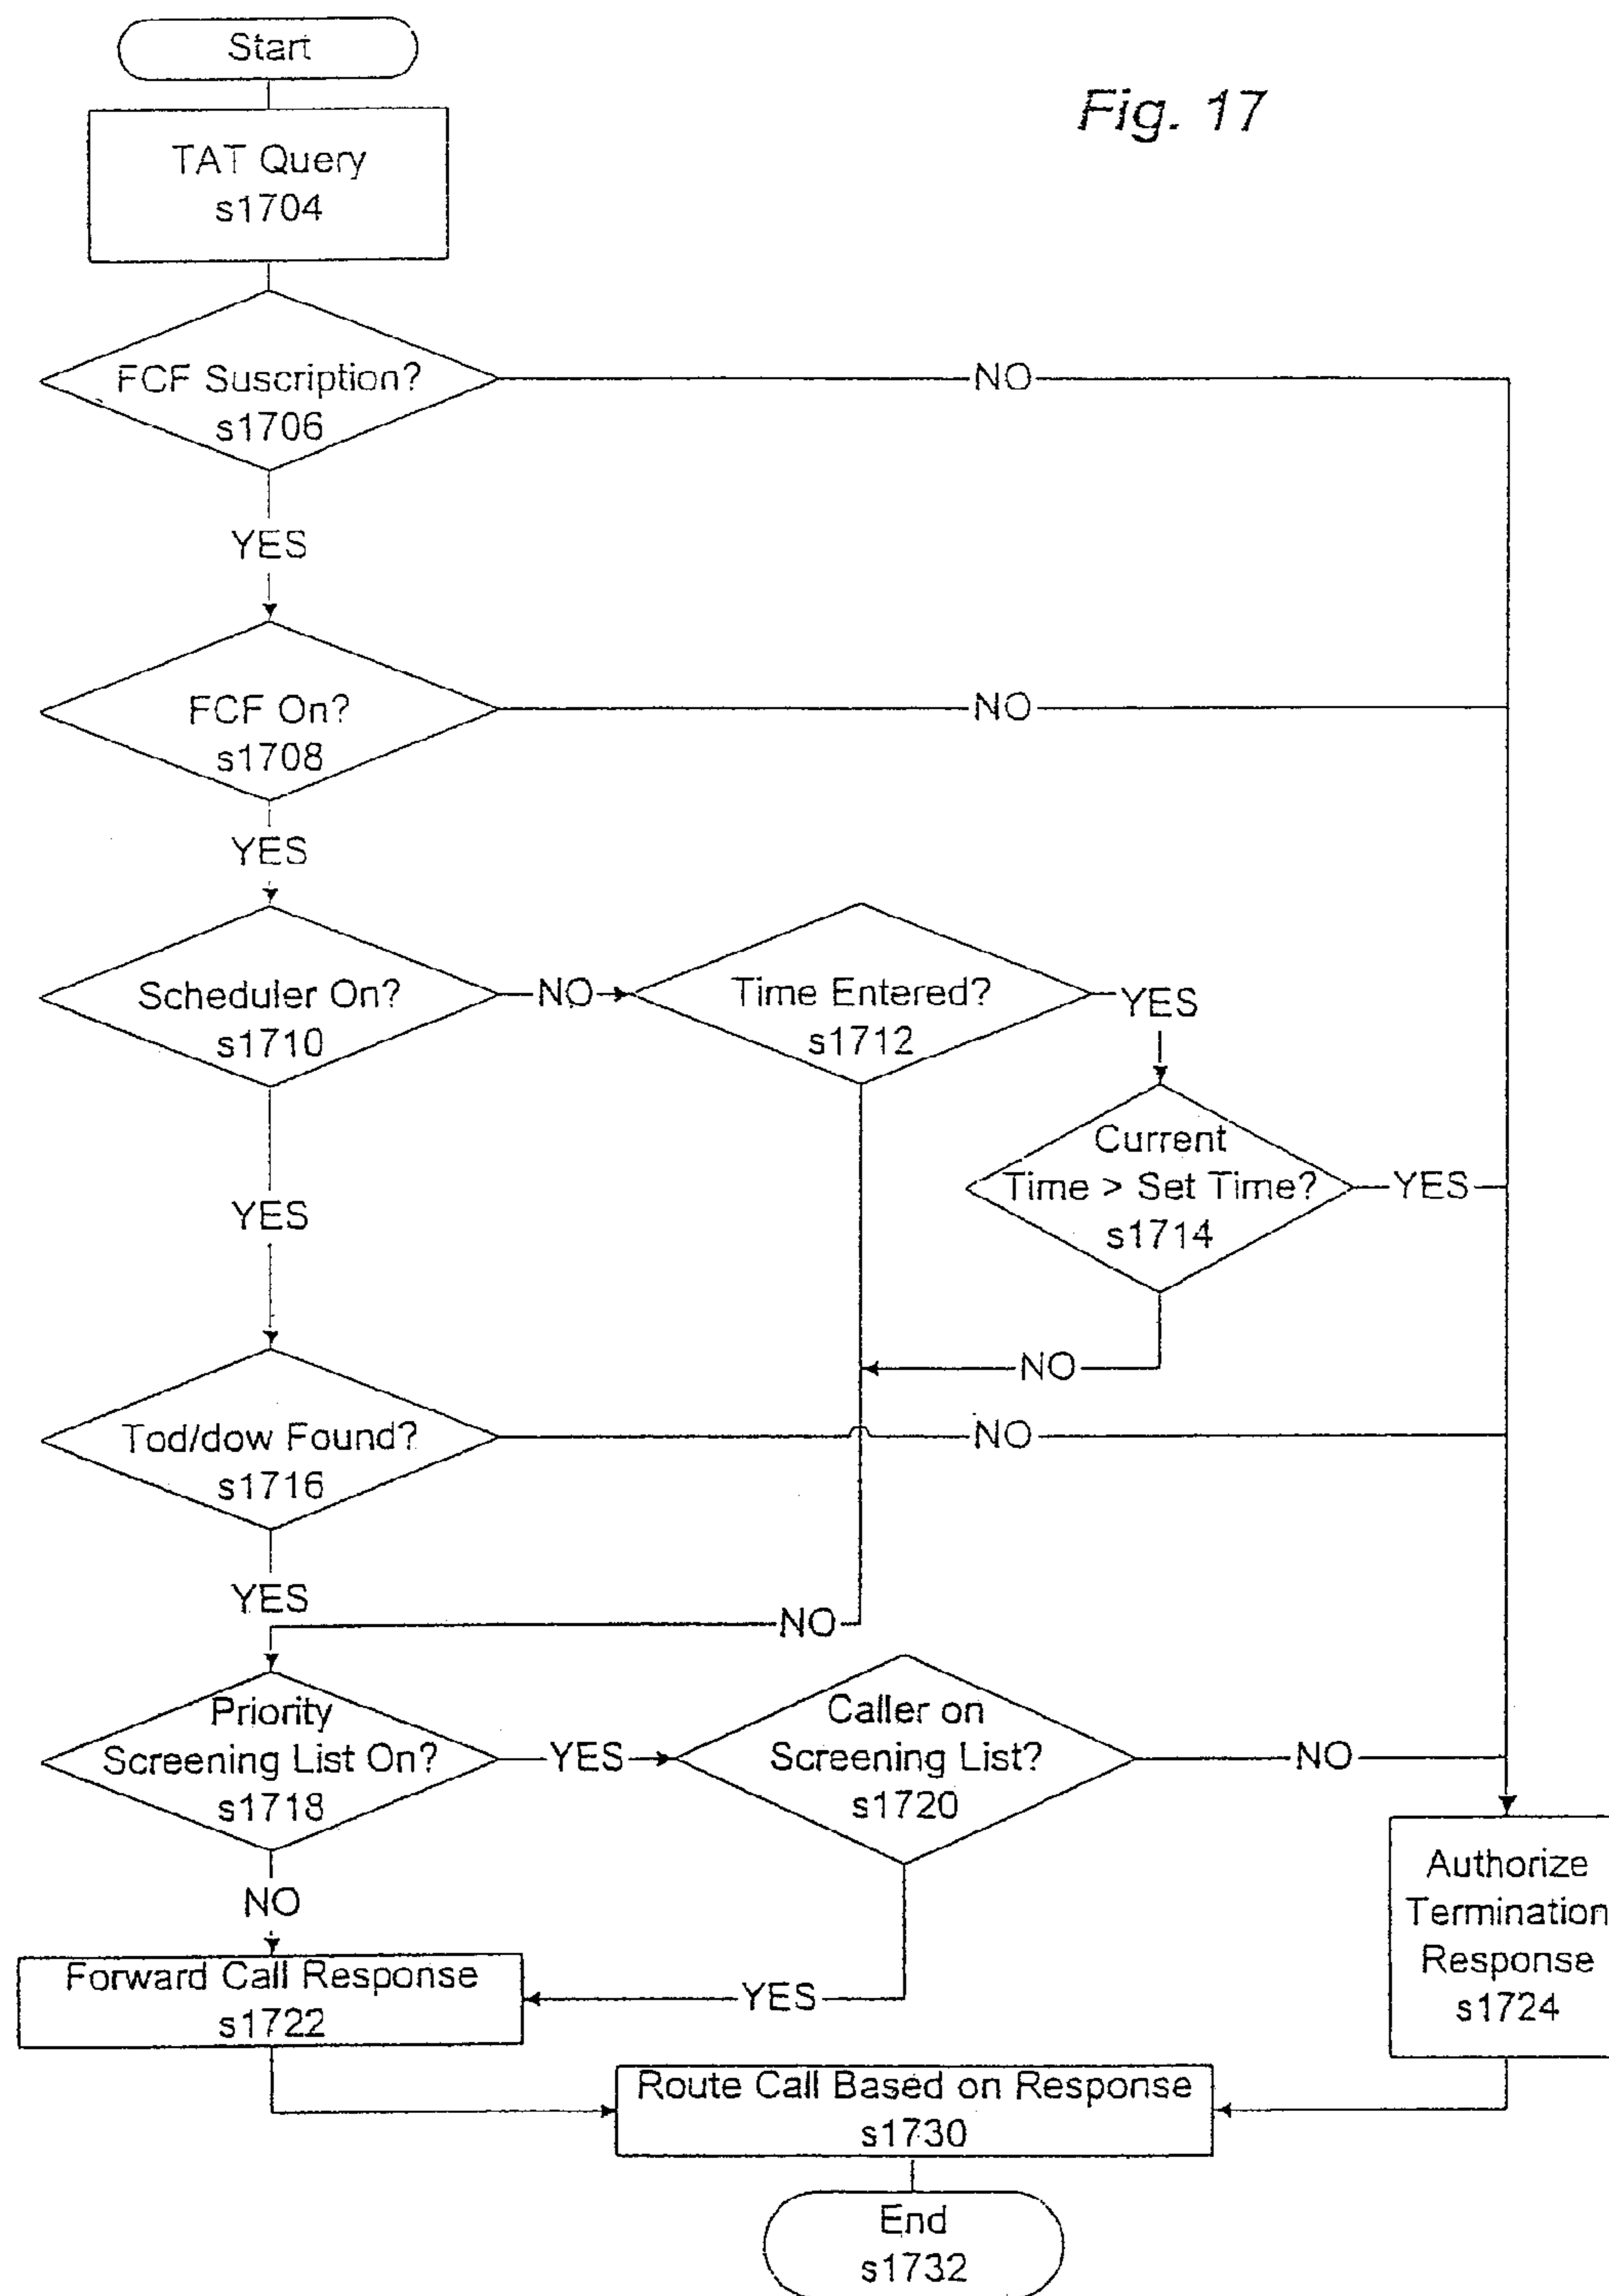 Start
Fig. 17
TAT Query
s1704
FCF Suscription?
s1706
NO
YES
FCF On?
s1708
NO
YES
Scheduler On?
s1710
NO
Time Entered?
s1712
YES
Current
Time > Set Time?
s1714
YES
YES
NO
Tod/dow Found?
s1716
NO
YES
NO
Priority
Screening List On?
s1718
YES
Caller on
Screening List?
s1720
NO
NO
Authorize
Termination
Response
s1724
Forward Call Response
s1722
YES
Route Call Based on Response
s1730
End
s1732